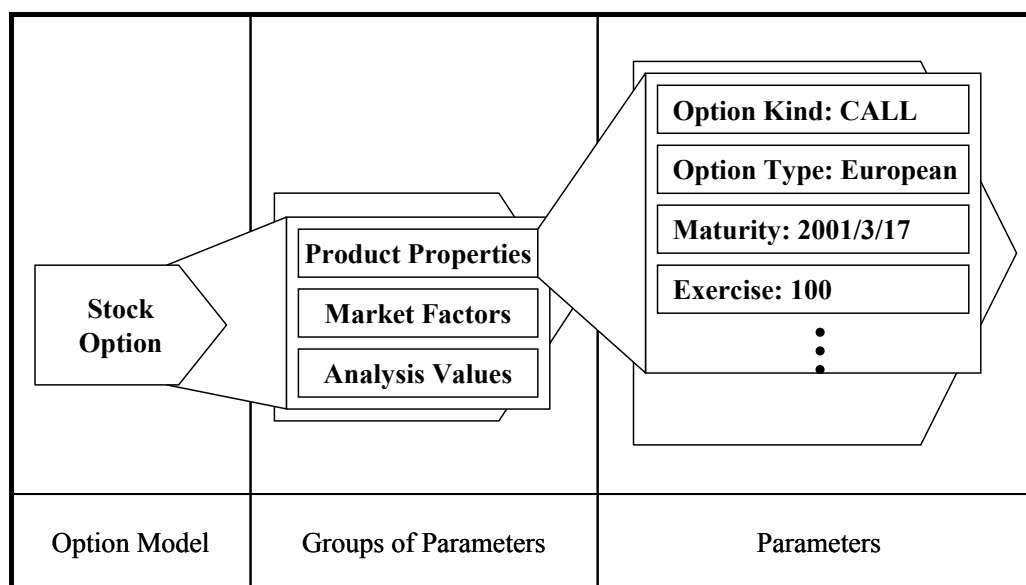 Stock
Option
Product Properties
Market Factors
Analysis Values
Option Kind: CALL
Option Type: European
Maturity: 2001/3/17
Exercise: 100
Option Model
Groups of Parameters
Parameters